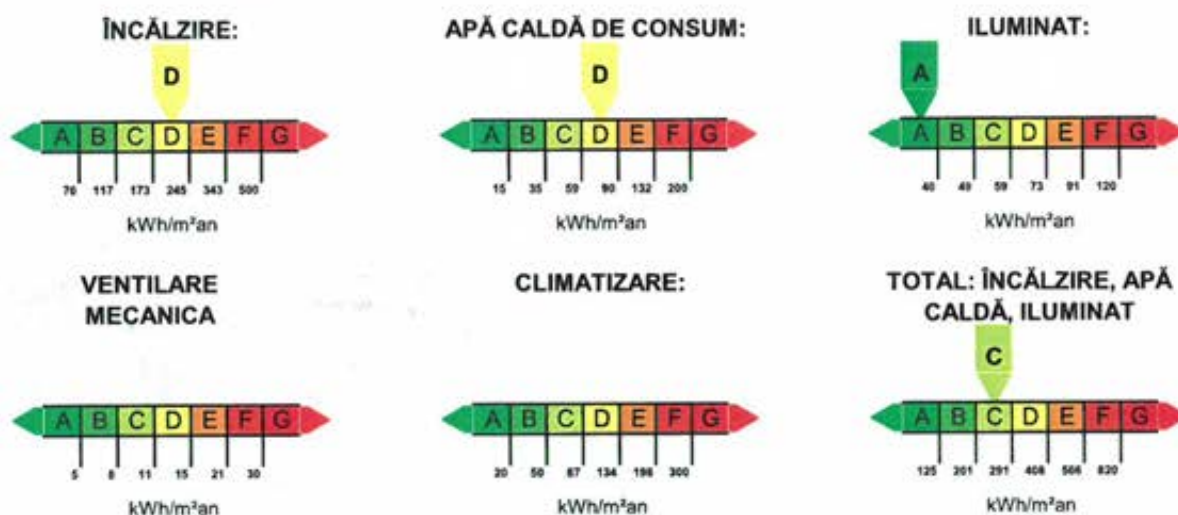 ÎNCĂLZIRE:
D
A B C D E F G
76 117 173 245 343 500
kWh/m²an
APĂ CALDĂ DE CONSUM:
D
A B C D E F G
15 35 59 90 132 200
kWh/m²an
ILUMINAT:
A
A B C D E F G
40 49 59 73 91 120
kWh/m²an
VENTILARE
MECANICA
A B C D E F G
5 8 11 15 21 30
kWh/m²an
CLIMATIZARE:
A B C D E F G
20 50 87 134 198 300
kWh/m²an
TOTAL: ÎNCĂLZIRE, APĂ
CALDĂ, ILUMINAT
C
A B C D E F G
125 201 291 408 566 820
kWh/m²an